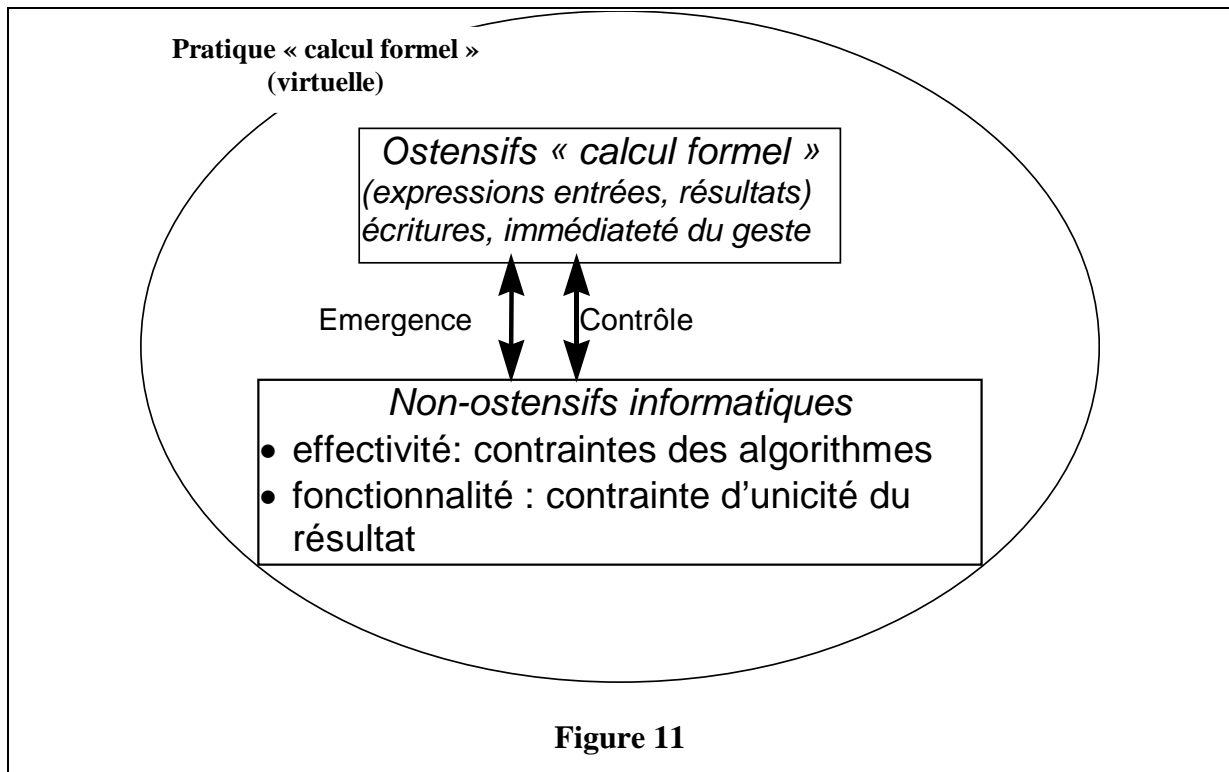 Pratique « calcul formel »
(virtuelle)
Ostensifs « calcul formel »
(expressions entrées, résultats)
écritures, immédiateté du geste
Emergence
Contrôle
Non-ostensifs informatiques
• effectivité: contraintes des algorithmes
• fonctionnalité : contrainte d’unicité du
résultat
Figure 11